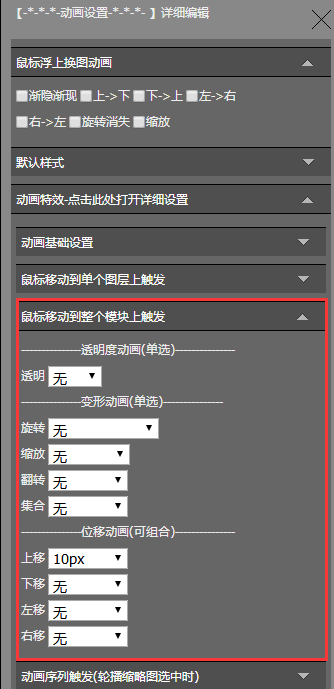 [-*-*-*-动画设置-*-*-*- ] 详细编辑
鼠标浮上换图动画
渐隐渐现 上->下 下->上 左->右
右->左 旋转消失 缩放
默认样式
动画特效-点击此处打开详细设置
动画基础设置
鼠标移动到单个图层上触发
鼠标移动到整个模块上触发
---------------透明度动画(单选)---------------
透明 无
---------------变形动画(单选)---------------
旋转 无
缩放 无
翻转 无
集合 无
---------------位移动画(可组合)---------------
上移 10px
下移 无
左移 无
右移 无
动画序列触发(轮播缩略图选中时)